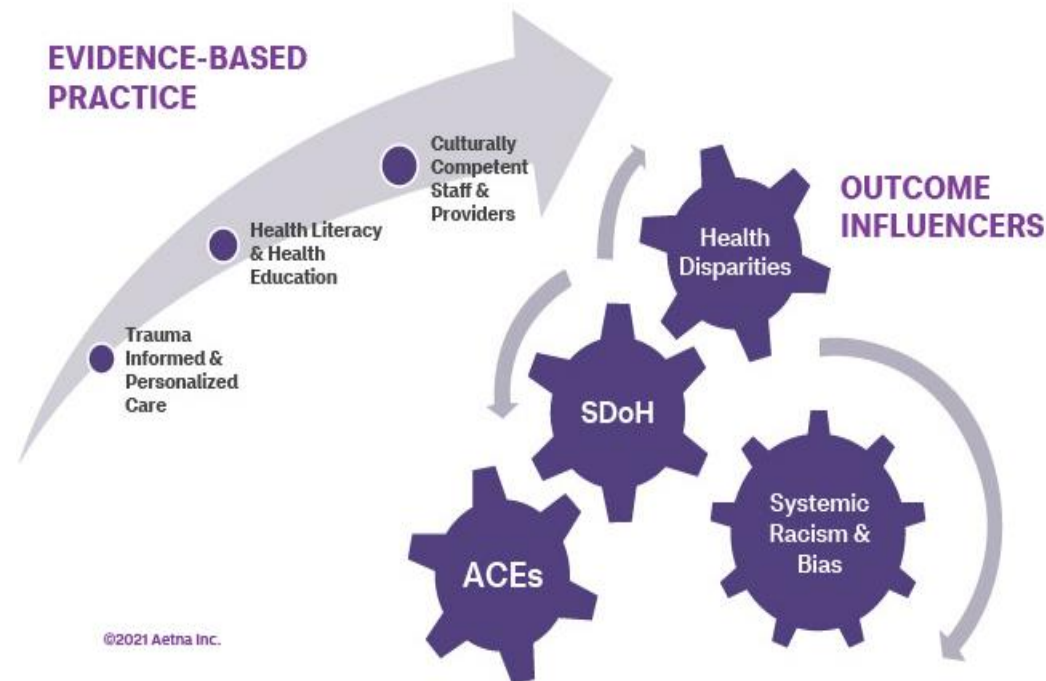 EVIDENCE-BASED
PRACTICE
Culturally
Competent
Staff &
Providers
Health Literacy
& Health
Education
Trauma
Informed &
Personalized
Care
OUTCOME
INFLUENCERS
Health
Disparities
SDoH
Systemic
Racism &
Bias
ACEs
©2021 Aetna Inc.